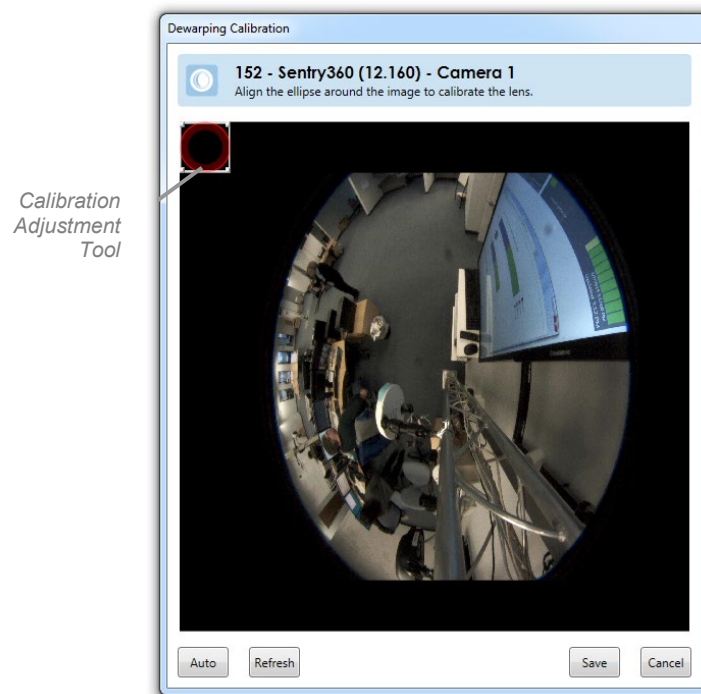 Dewarping Calibration
152 - Sentry360 (12.160) - Camera 1
Align the ellipse around the image to calibrate the lens.
Calibration
Adjustment
Tool
Auto
Refresh
Save
Cancel